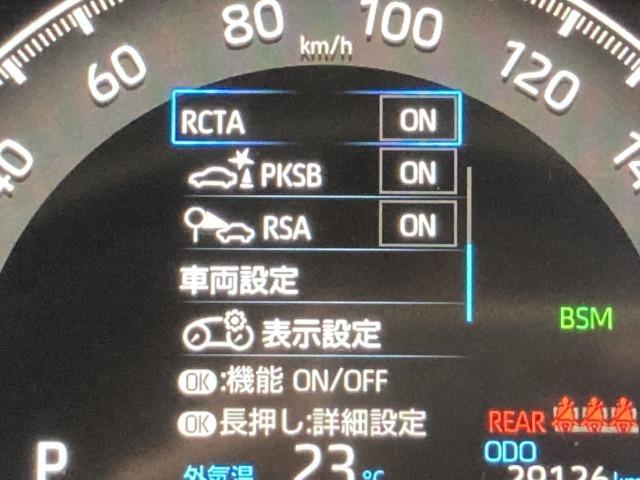 80
100
km/h
60
120
40
RCTA ON
PKSB ON
RSA ON
車両設定
表示設定
BSM
OK:機能 ON/OFF
OK長押し:詳細設定
REAR
ODO
P
外気温 23℃
29126km